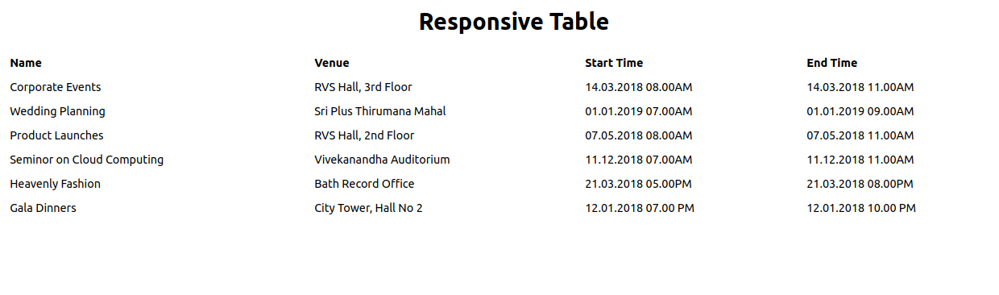 Responsive Table
Name Venue Start Time End Time
Corporate Events RVS Hall, 3rd Floor 14.03.2018 08.00AM 14.03.2018 11.00AM
Wedding Planning Sri Plus Thirumana Mahal 01.01.2019 07.00AM 01.01.2019 09.00AM
Product Launches RVS Hall, 2nd Floor 07.05.2018 08.00AM 07.05.2018 11.00AM
Seminor on Cloud Computing Vivekanandha Auditorium 11.12.2018 07.00AM 11.12.2018 11.00AM
Heavenly Fashion Bath Record Office 21.03.2018 05.00PM 21.03.2018 08.00PM
Gala Dinners City Tower, Hall No 2 12.01.2018 07.00 PM 12.01.2018 10.00 PM